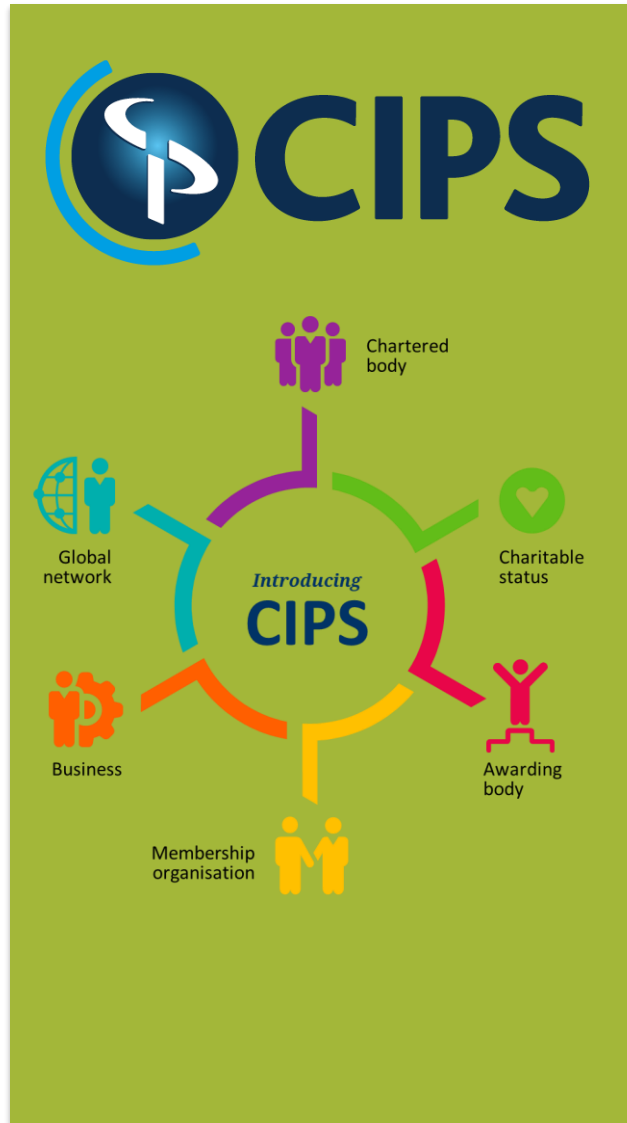 CIPS
Chartered
body
Global
network
Charitable
status
Introducing
CIPS
Business
Awarding
body
Membership
organisation